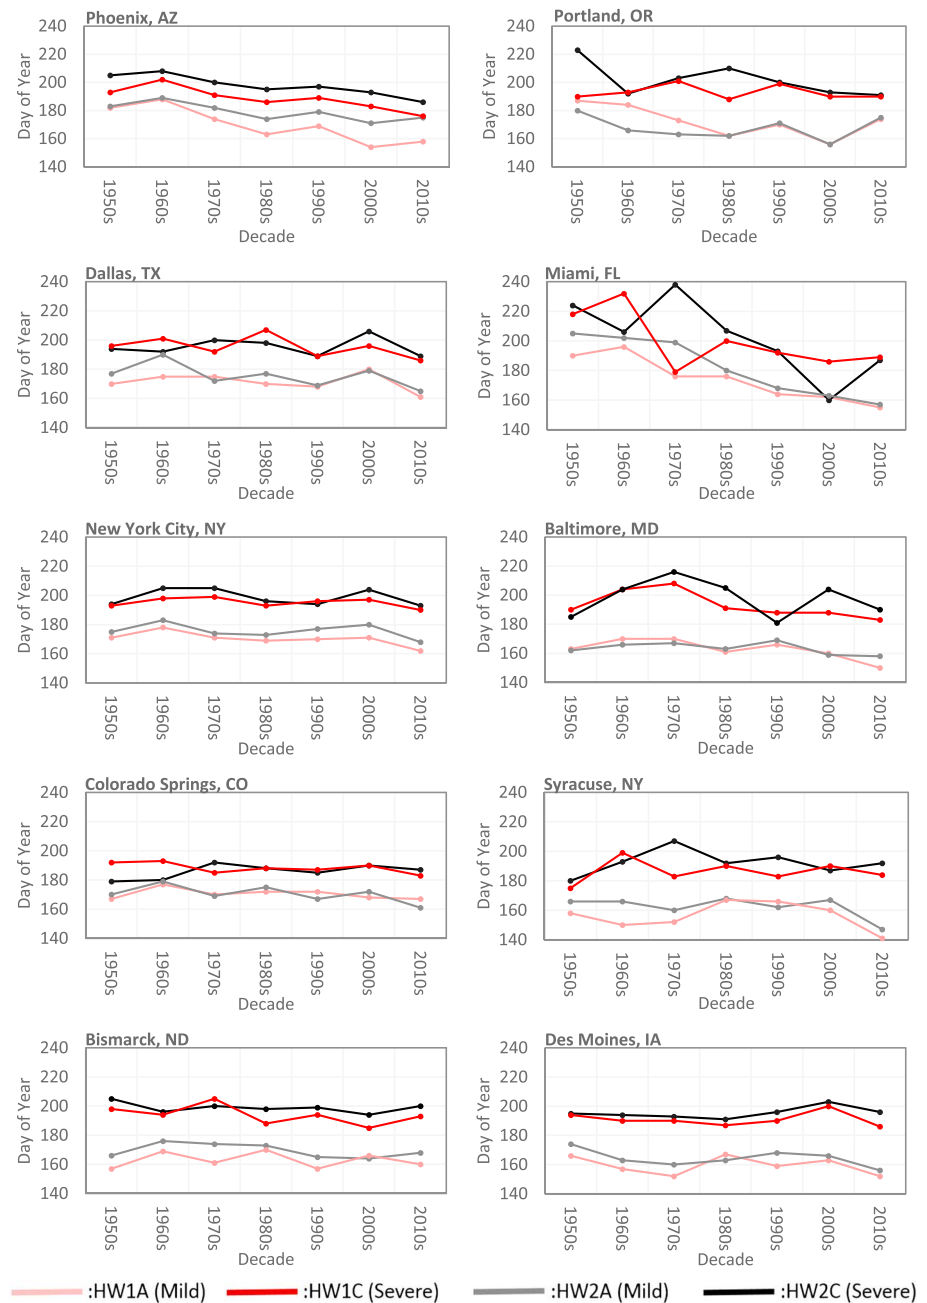 Phoenix, AZ
240
220
200
180
160
140
Day of Year
1950s
1960s
1970s
1980s
1990s
2000s
2010s
Decade
Portland, OR
240
220
200
180
160
140
Day of Year
1950s
1960s
1970s
1980s
1990s
2000s
2010s
Decade
Dallas, TX
240
220
200
180
160
140
Day of Year
1950s
1960s
1970s
1980s
1990s
2000s
2010s
Decade
Miami, FL
240
220
200
180
160
140
Day of Year
1950s
1960s
1970s
1980s
1990s
2000s
2010s
Decade
New York City, NY
240
220
200
180
160
140
Day of Year
1950s
1960s
1970s
1980s
1990s
2000s
2010s
Decade
Baltimore, MD
240
220
200
180
160
140
Day of Year
1950s
1960s
1970s
1980s
1990s
2000s
2010s
Decade
Colorado Springs, CO
240
220
200
180
160
140
Day of Year
1950s
1960s
1970s
1980s
1990s
2000s
2010s
Decade
Syracuse, NY
240
220
200
180
160
140
Day of Year
1950s
1960s
1970s
1980s
1990s
2000s
2010s
Decade
Bismarck, ND
240
220
200
180
160
140
Day of Year
1950s
1960s
1970s
1980s
1990s
2000s
2010s
Decade
Des Moines, IA
240
220
200
180
160
140
Day of Year
1950s
1960s
1970s
1980s
1990s
2000s
2010s
Decade
:HW1A (Mild) :HW1C (Severe) :HW2A (Mild) :HW2C (Severe)